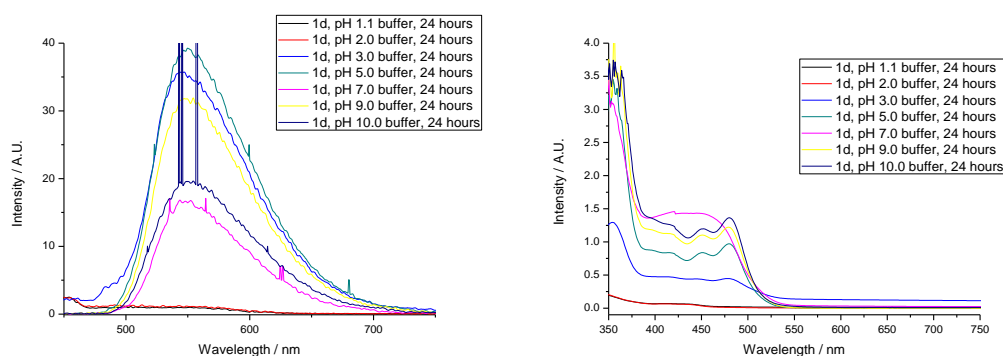 40
30
20
10
0
500
600
700
Intensity / A.U.
Wavelength / nm
1d, pH 1.1 buffer, 24 hours
1d, pH 2.0 buffer, 24 hours
1d, pH 3.0 buffer, 24 hours
1d, pH 5.0 buffer, 24 hours
1d, pH 7.0 buffer, 24 hours
1d, pH 9.0 buffer, 24 hours
1d, pH 10.0 buffer, 24 hours
4.0
3.5
3.0
2.5
2.0
1.5
1.0
0.5
0.0
350
400
450
500
550
600
650
700
750
Intensity / A.U.
Wavelength / nm
1d, pH 1.1 buffer, 24 hours
1d, pH 2.0 buffer, 24 hours
1d, pH 3.0 buffer, 24 hours
1d, pH 5.0 buffer, 24 hours
1d, pH 7.0 buffer, 24 hours
1d, pH 9.0 buffer, 24 hours
1d, pH 10.0 buffer, 24 hours